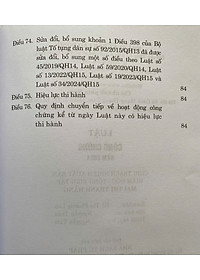 Điều 74. Sửa đổi, bổ sung khoản 1 Điều 398 của Bộ
luật Tố tụng dân sự số 92/2015/QH13 đã được
sửa đổi, bổ sung một số điều theo Luật số
45/2019/QH14, Luật số 59/2020/QH14, Luật số
13/2022/QH15, Luật số 19/2023/QH15 và
Luật số 34/2024/QH15 84
Điều 75. Hiệu lực thi hành 84
Điều 76. Quy định chuyển tiếp về hoạt động công
chứng kể từ ngày Luật này có hiệu lực
thi hành 84